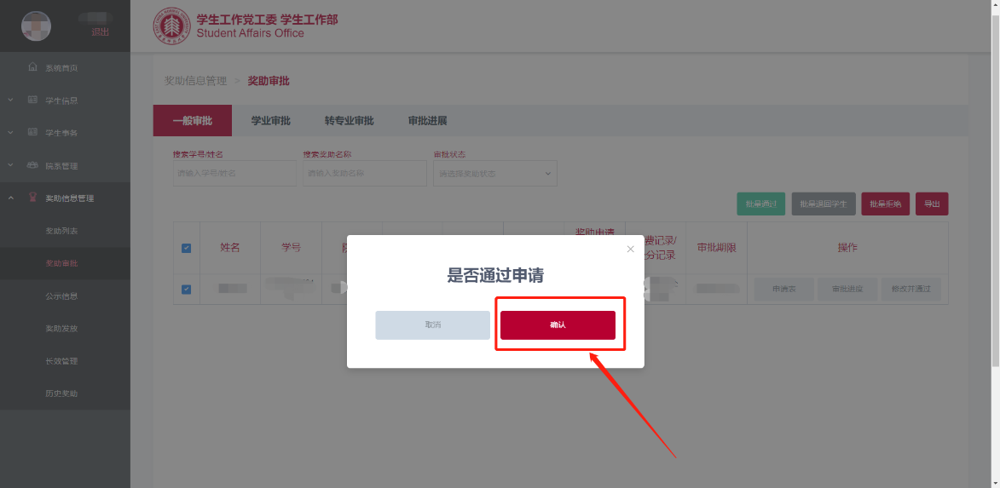 退出
系统首页
学生信息
学生事务
院系管理
奖助信息管理
奖助列表
奖助审批
公示信息
奖助发放
长效管理
历史奖助
学生工作党工委 学生工作部
Student Affairs Office
奖助信息管理 > 奖助审批
一般审批 学业审批 转专业审批 审批进展
搜索学号/姓名 搜索奖助名称 审批状态
请输入学号/姓名 请输入奖助名称 请选择奖助状态
批量通过 批量退回学生 批量拒绝 导出
姓名 学号 奖助申请 费记录/ 分记录 审批期限 操作
申请表 审批进度 修改并通过
是否通过申请
取消 确认